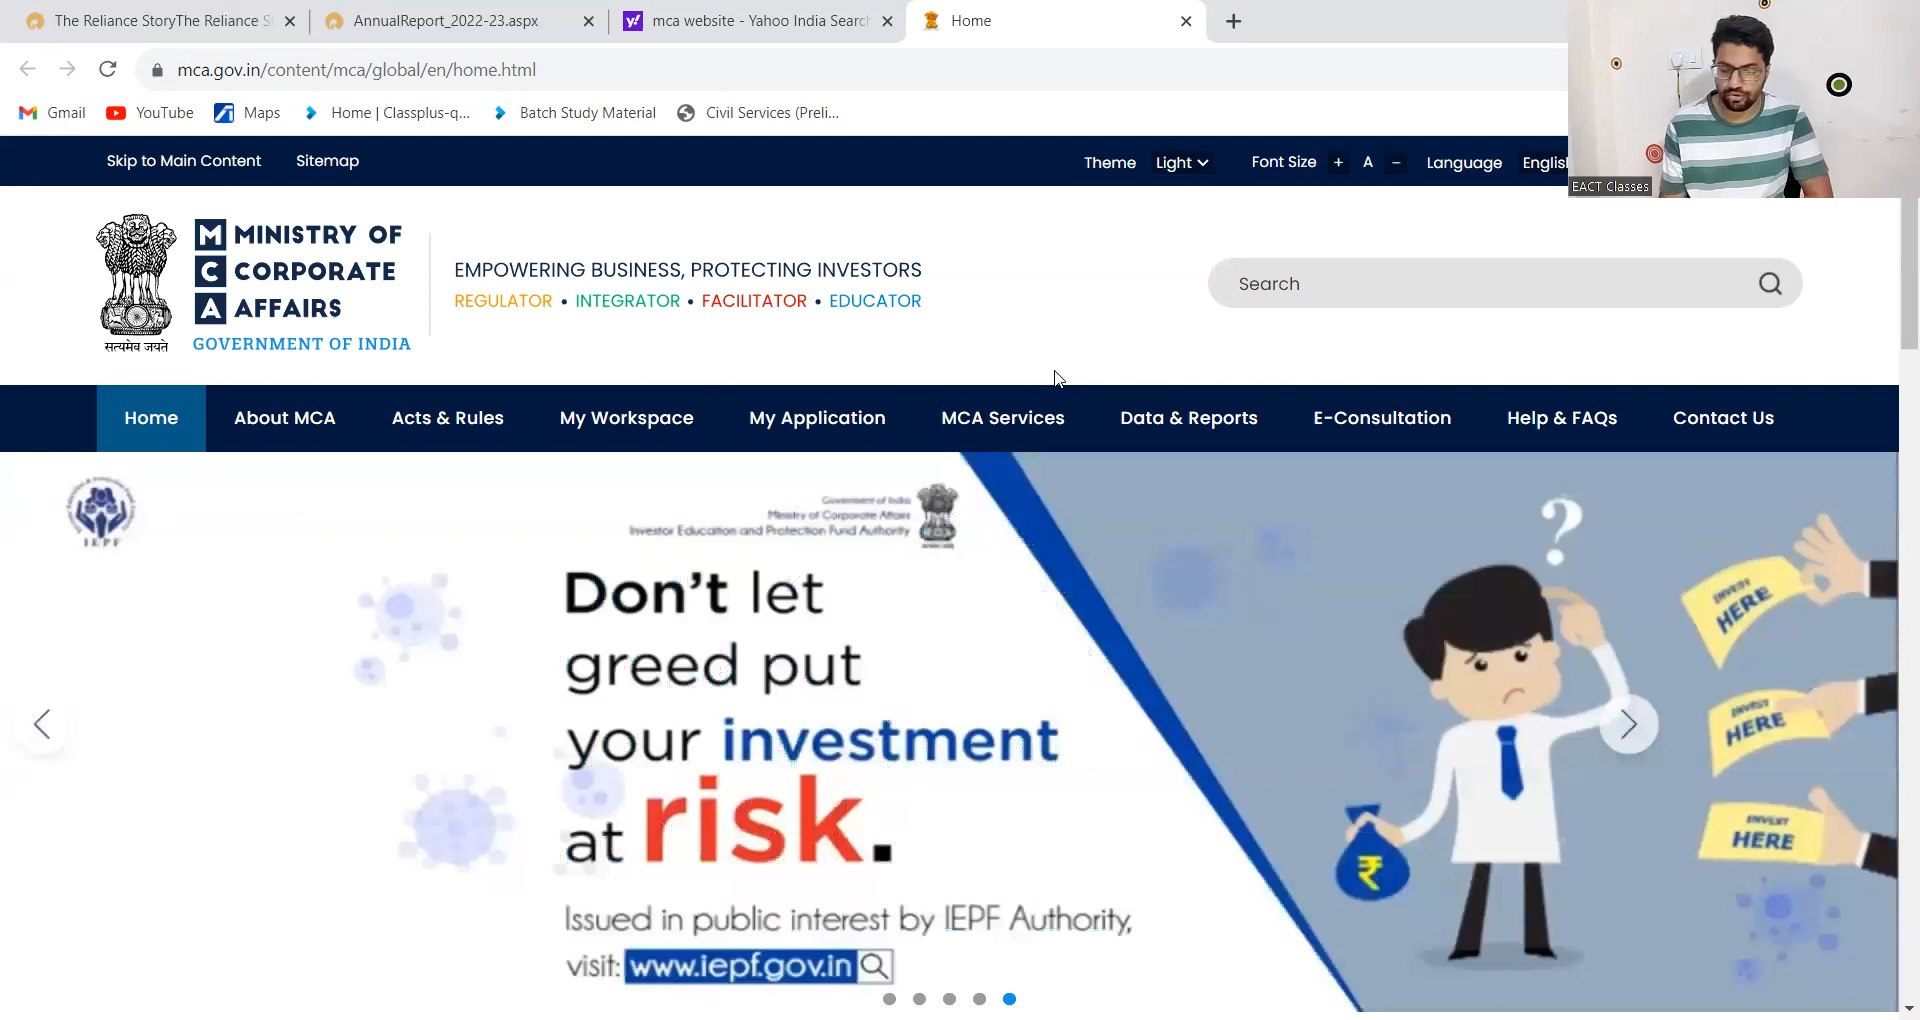 The Reliance StoryThe Reliance S
AnnualReport_2022-23.aspx
mca website - Yahoo India Search
Home
mca.gov.in/content/mca/global/en/home.html
Gmail
YouTube
Maps
Home | Classplus-q...
Batch Study Material
Civil Services (Preli...
Skip to Main Content
Sitemap
Theme
Light
Font Size + A −
Language
English
EACT Classes
M MINISTRY OF
C CORPORATE
A AFFAIRS
GOVERNMENT OF INDIA
सत्यमेव जयते
EMPOWERING BUSINESS, PROTECTING INVESTORS
REGULATOR • INTEGRATOR • FACILITATOR • EDUCATOR
Search
Home
About MCA
Acts & Rules
My Workspace
My Application
MCA Services
Data & Reports
E-Consultation
Help & FAQs
Contact Us
IEPF
Government of India
Ministry of Corporate Affairs
Investor Education and Protection Fund Authority
Don't let
greed put
your investment
at risk.
Issued in public interest by IEPF Authority,
visit: www.iepf.gov.in
?
INVEST
HERE
INVEST
HERE
INVEST
HERE
₹